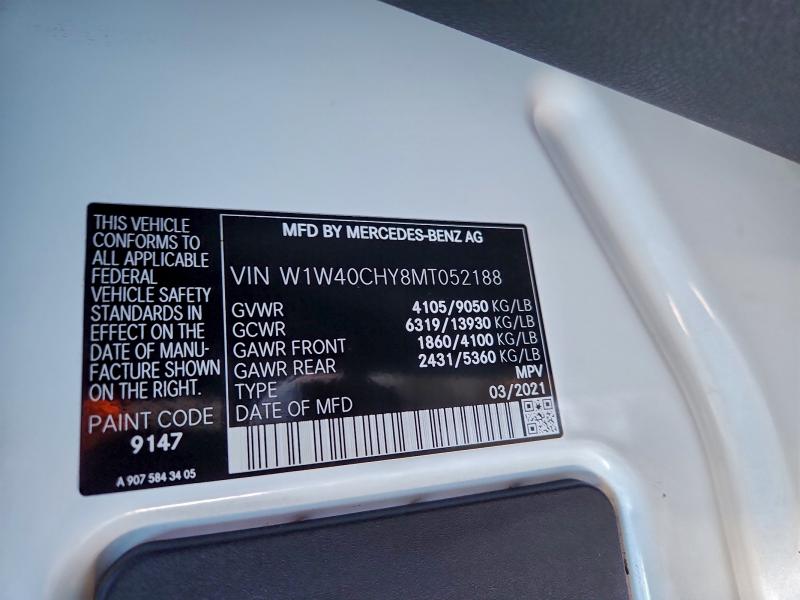 THIS VEHICLE
CONFORMS TO
ALL APPLICABLE
FEDERAL
VEHICLE SAFETY
STANDARDS IN
EFFECT ON THE
DATE OF MANU-
FACTURE SHOWN
ON THE RIGHT.
PAINT CODE
9147
A 907 584 34 05
MFD BY MERCEDES-BENZ AG
VIN W1W40CHY8MT052188
GVWR 4105/9050 KG/LB
GCWR 6319/13930 KG/LB
GAWR FRONT 1860/4100 KG/LB
GAWR REAR 2431/5360 KG/LB
TYPE MPV
DATE OF MFD 03/2021